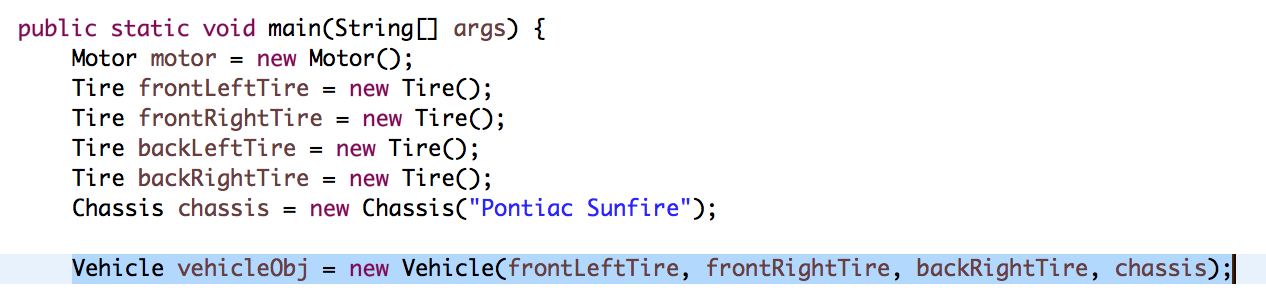 public static void main(String[] args) {
Motor motor = new Motor();
Tire frontLeftTire = new Tire();
Tire frontRightTire = new Tire();
Tire backLeftTire = new Tire();
Tire backRightTire = new Tire();
Chassis chassis = new Chassis("Pontiac Sunfire");
Vehicle vehicleObj = new Vehicle(frontLeftTire, frontRightTire, backRightTire, chassis);